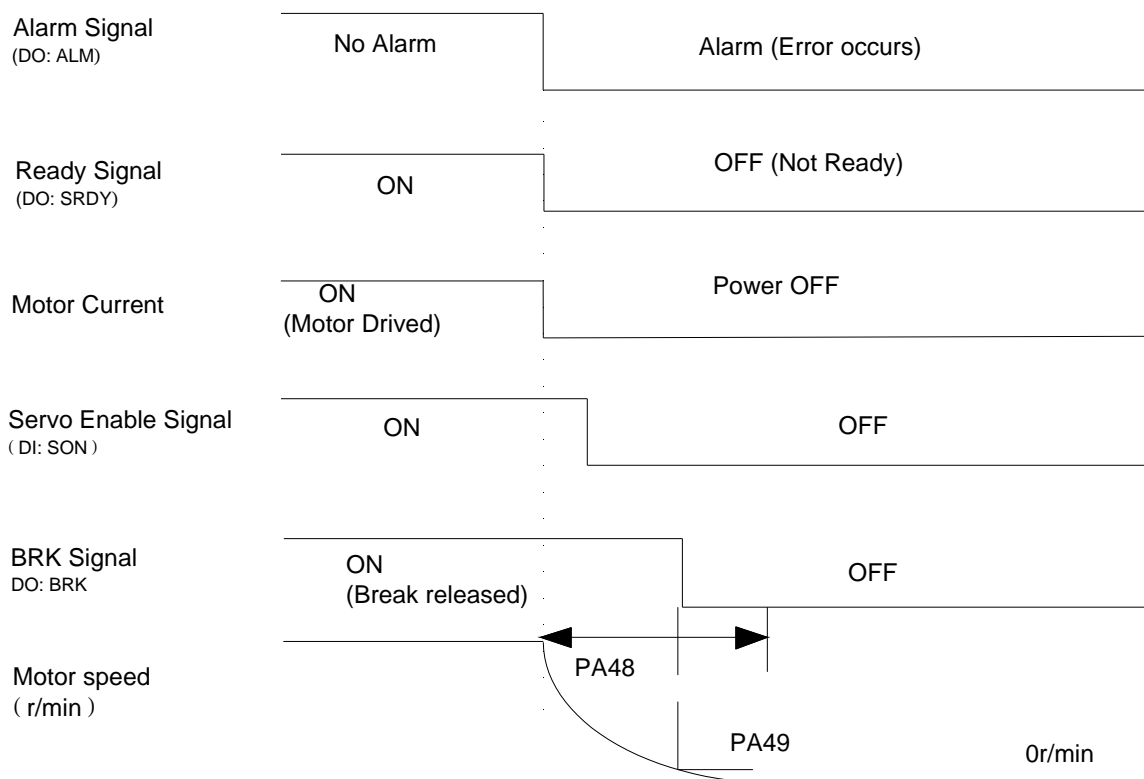 Alarm Signal
(DO: ALM)
No Alarm
Alarm (Error occurs)
Ready Signal
(DO: SRDY)
ON
OFF (Not Ready)
Motor Current
ON
(Motor Drived)
Power OFF
Servo Enable Signal
( DI: SON )
ON
OFF
BRK Signal
DO: BRK
ON
(Break released)
OFF
Motor speed
( r/min )
PA48
PA49
0r/min